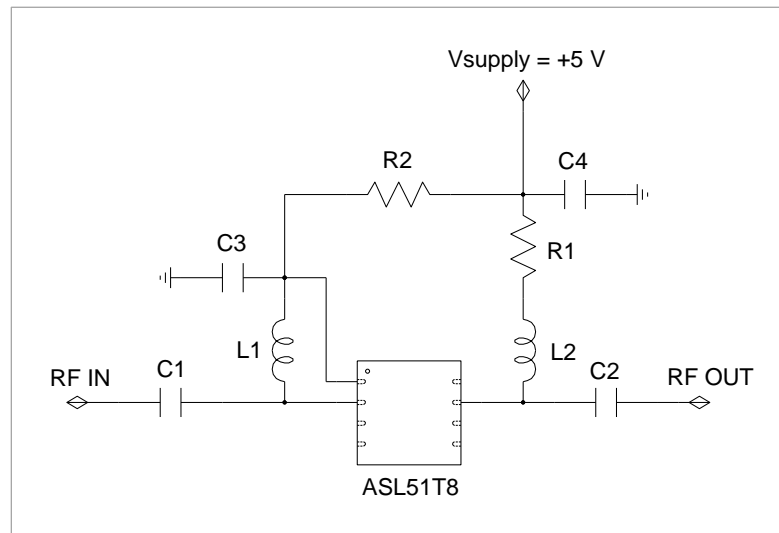 Vsupply = +5 V
R2
C4
C3
R1
L1
L2
RF IN
C1
C2
RF OUT
ASL51T8